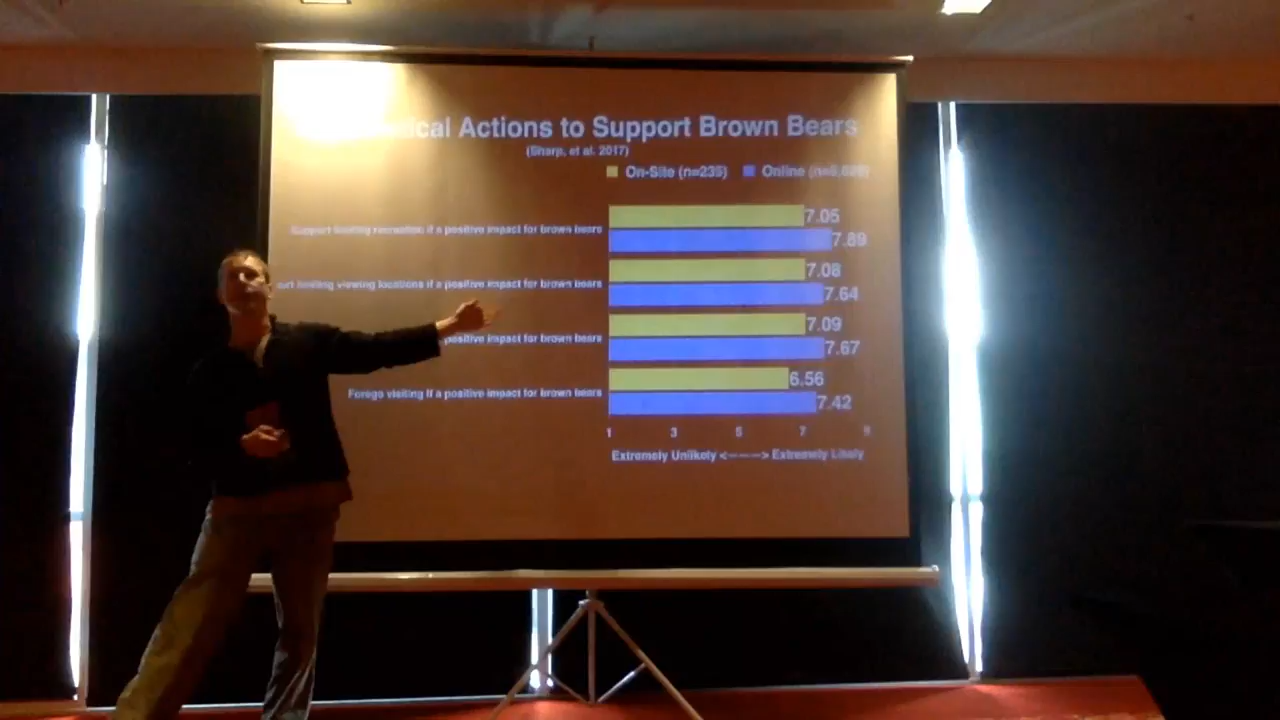 Actions to Support Brown Bears
(Sharp, et al. 2017)
On-Site (n=235) Online
7.05
Support limiting recreation if a positive impact for brown bears
7.89
7.08
limiting viewing locations if a positive impact for brown bears
7.64
7.09
positive impact for brown bears
7.67
6.56
Forego visiting if a positive impact for brown bears
7.42
1 3 5 7 9
Extremely Unlikely <----> Extremely Likely